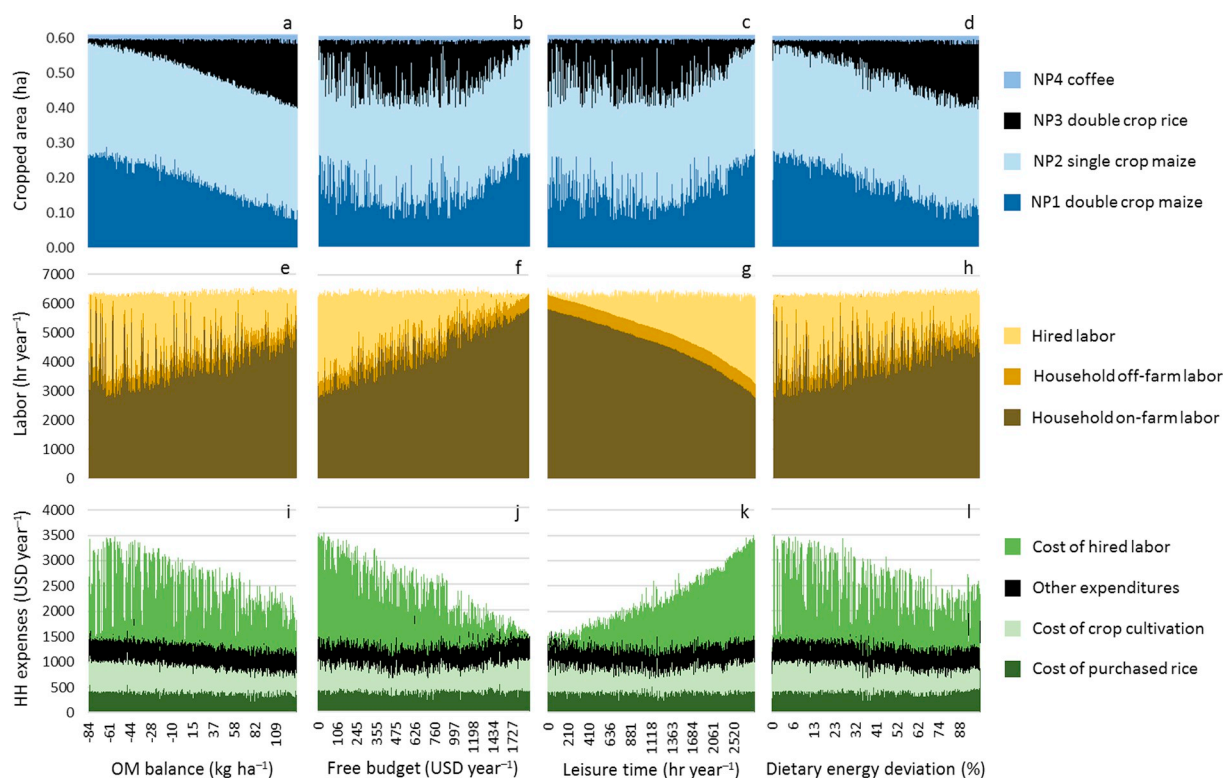 a b c d
Cropped area (ha)
0.60
0.50
0.40
0.30
0.20
0.10
0.00
NP4 coffee
NP3 double crop rice
NP2 single crop maize
NP1 double crop maize
e f g h
Labor (hr year⁻¹)
7000
6000
5000
4000
3000
2000
1000
0
Hired labor
Household off-farm labor
Household on-farm labor
i j k l
HH expenses (USD year⁻¹)
4000
3500
3000
2500
2000
1500
1000
500
0
Cost of hired labor
Other expenditures
Cost of crop cultivation
Cost of purchased rice
-84 -61 -44 -26 -10 15 37 58 82 109
0 106 245 355 475 626 760 997 1198 1434 1727
0 210 410 630 881 1118 1363 1684 2061 2520
0 6 13 23 32 41 52 62 74 88
OM balance (kg ha⁻¹) Free budget (USD year⁻¹) Leisure time (hr year⁻¹) Dietary energy deviation (%)